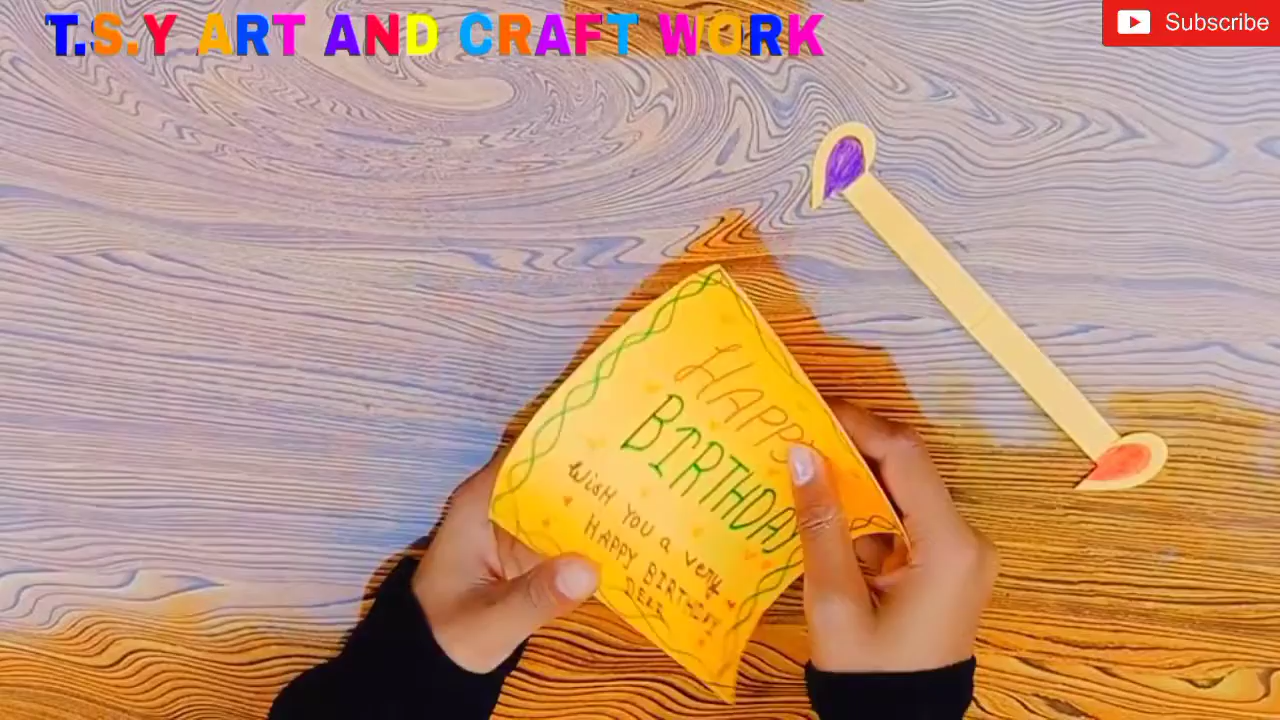 T.S.Y ART AND CRAFT WORK
Subscribe
HAPPY
BIRTHDAY
WISH YOU a very
HAPPY BIRTHDAY